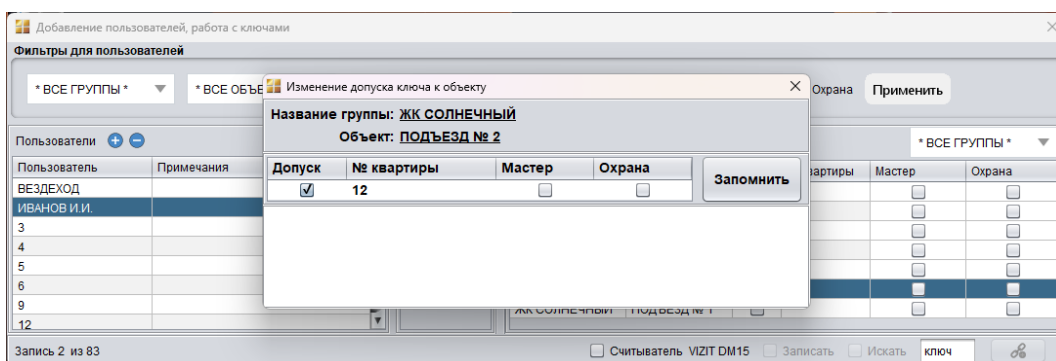 Добавление пользователей, работа с ключами
Фильтры для пользователей
* ВСЕ ГРУППЫ * * ВСЕ ОБЪЕ Охрана Применить
Изменение допуска ключа к объекту
Название группы: ЖК СОЛНЕЧНЫЙ
Объект: ПОДЪЕЗД № 2
Допуск № квартиры Мастер Охрана Запомнить
12
Пользователи * ВСЕ ГРУППЫ *
Пользователь Примечания вартиры Мастер Охрана
ВЕЗДЕХОД
ИВАНОВ И.И.
3
4
5
6
9
12
ЖК СОЛНЕЧНЫЙ ПОДЪЕЗД № 1
Запись 2 из 83 Считыватель VIZIT DM15 Записать Искать ключ